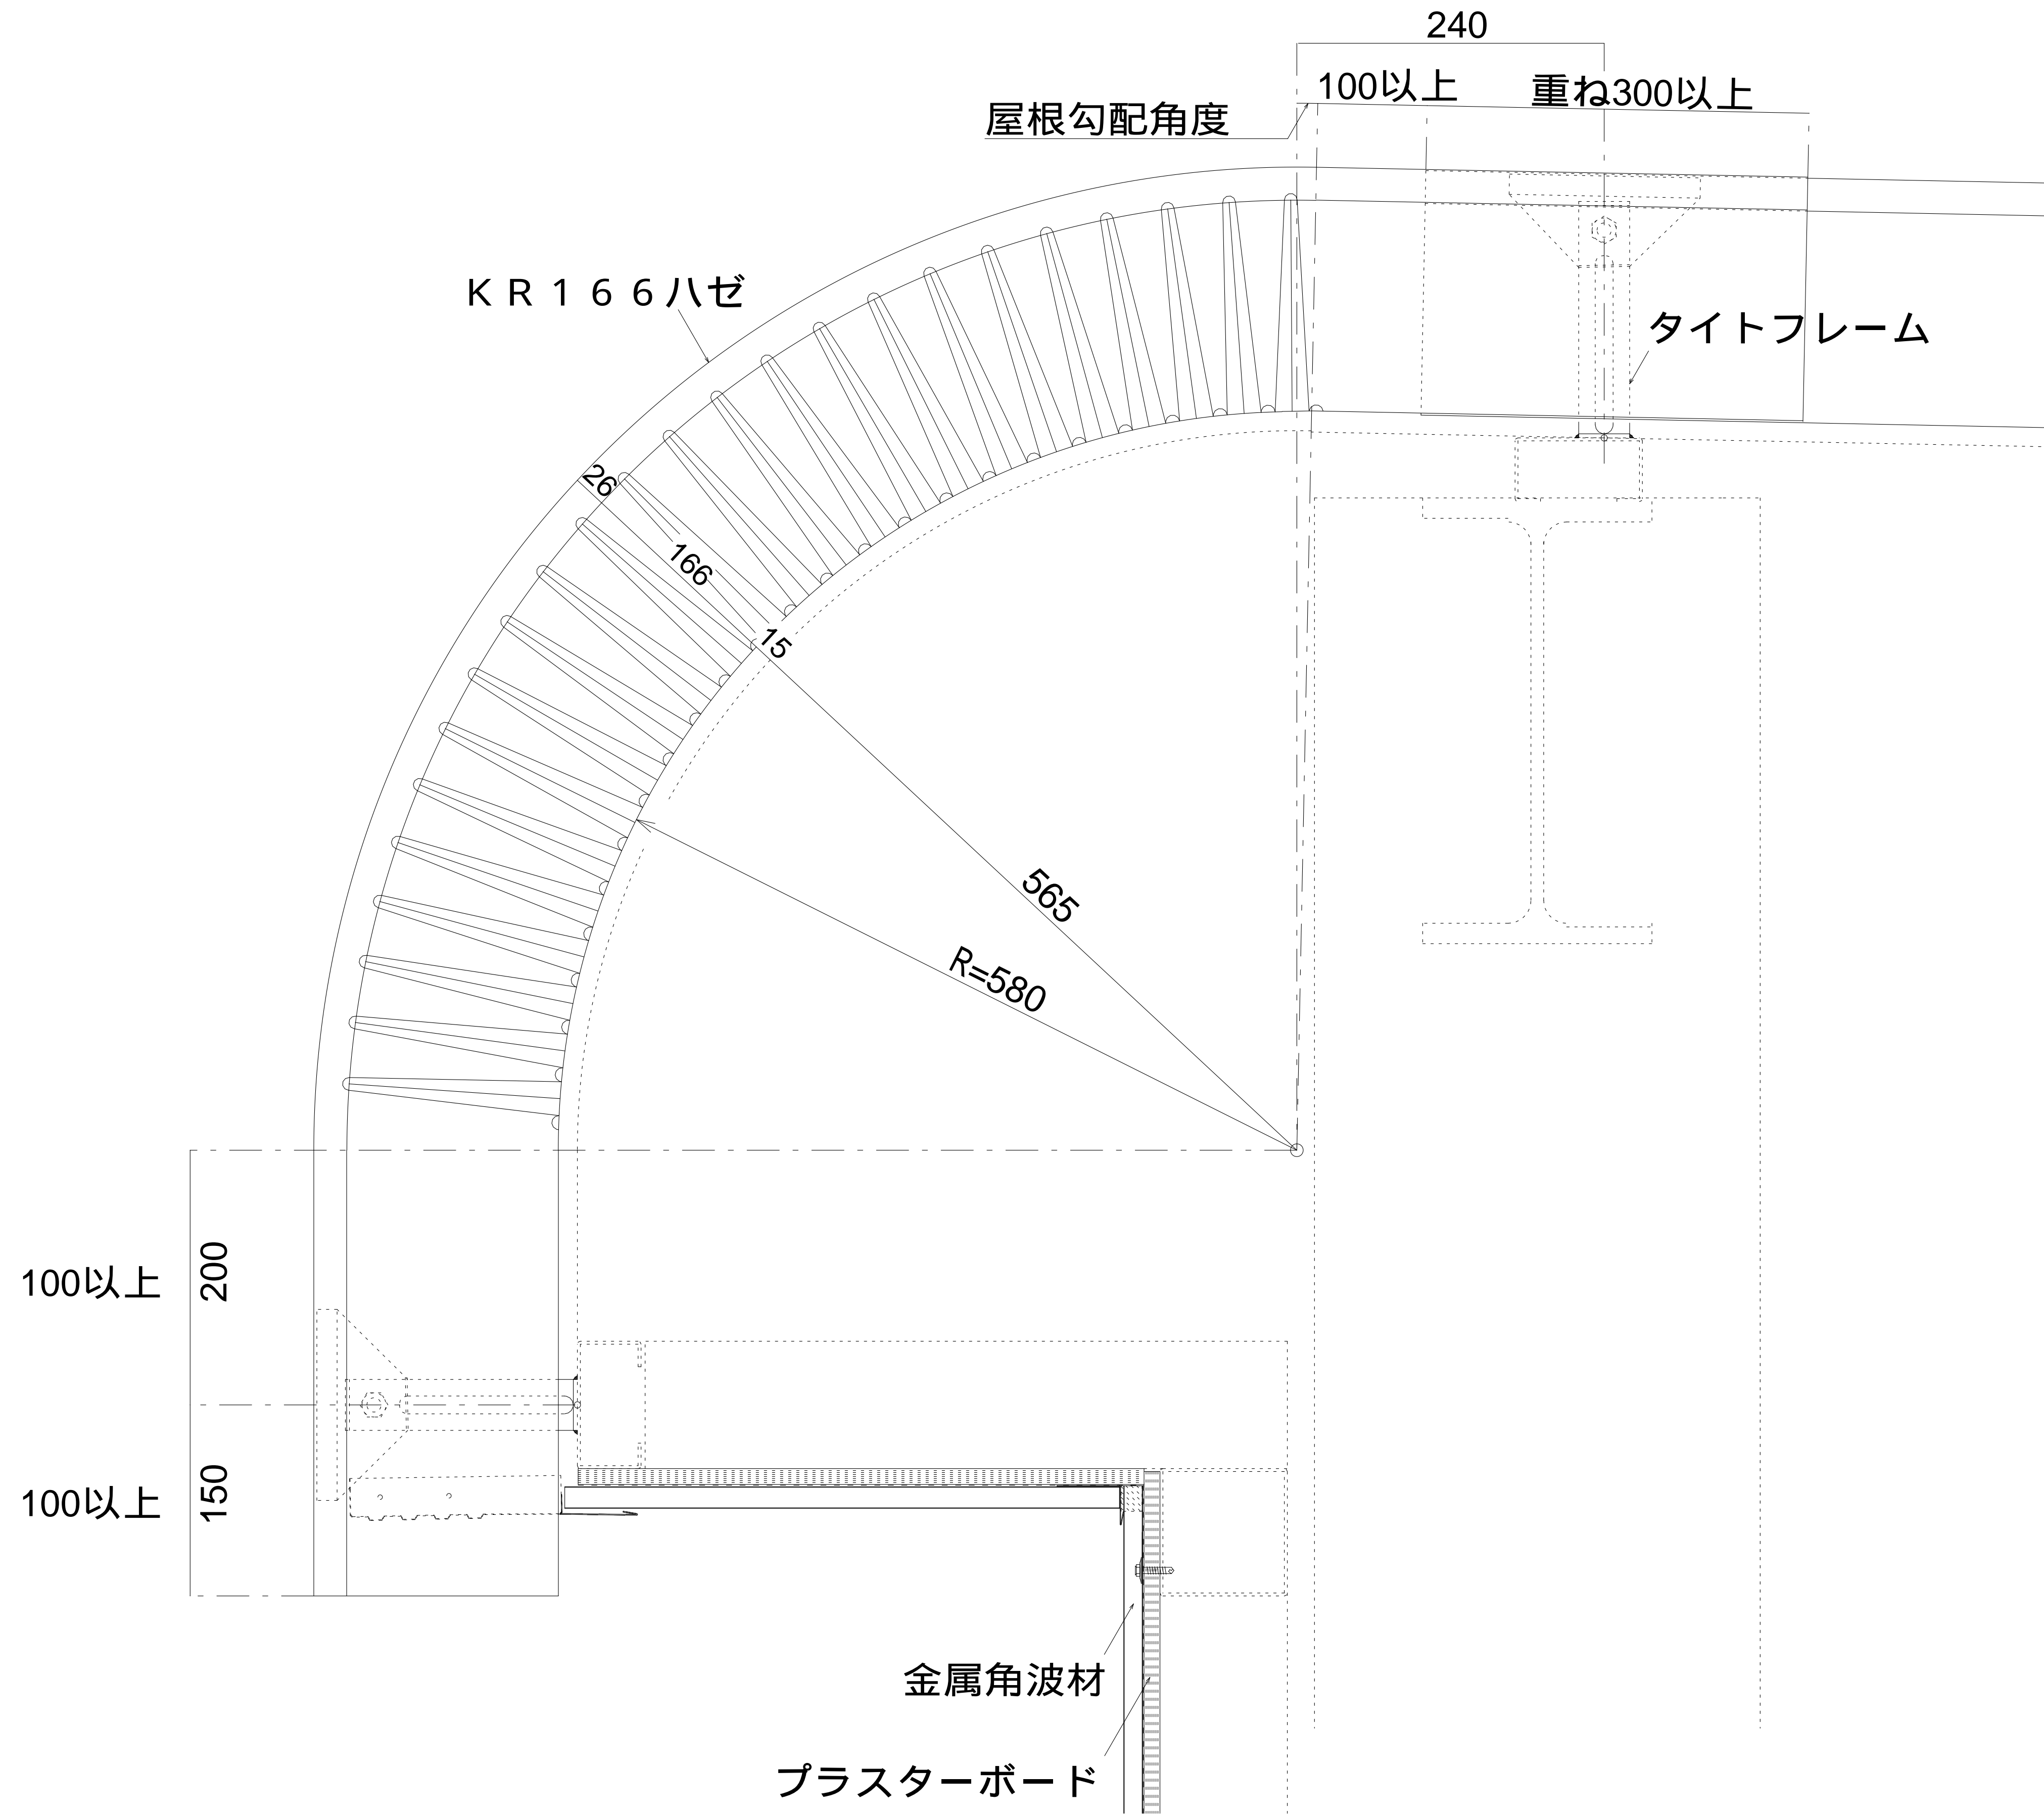 240
100以上
重ね300以上
屋根勾配角度
KR166ハゼ
タイトフレーム
26
166
15
565
R=580
200
100以上
150
100以上
金属角波材
プラスターボード